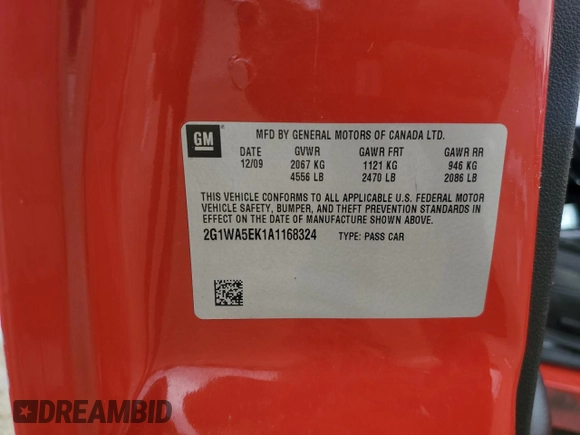 GM
MFD BY GENERAL MOTORS OF CANADA LTD.
DATE GVWR GAWR FRT GAWR RR
12/09 2067 KG 1121 KG 946 KG
4556 LB 2470 LB 2086 LB
THIS VEHICLE CONFORMS TO ALL APPLICABLE U.S. FEDERAL MOTOR
VEHICLE SAFETY, BUMPER, AND THEFT PREVENTION STANDARDS IN
EFFECT ON THE DATE OF MANUFACTURE SHOWN ABOVE.
2G1WA5EK1A1168324 TYPE: PASS CAR
DREAMBID